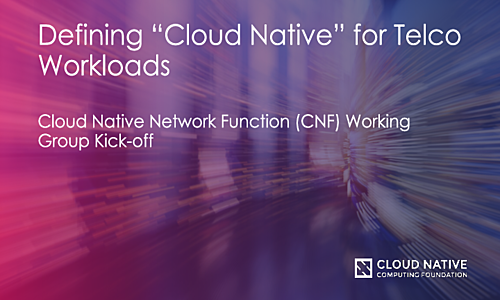 Defining “Cloud Native” for Telco
Workloads
Cloud Native Network Function (CNF) Working
Group Kick-off
CLOUD NATIVE
COMPUTING FOUNDATION